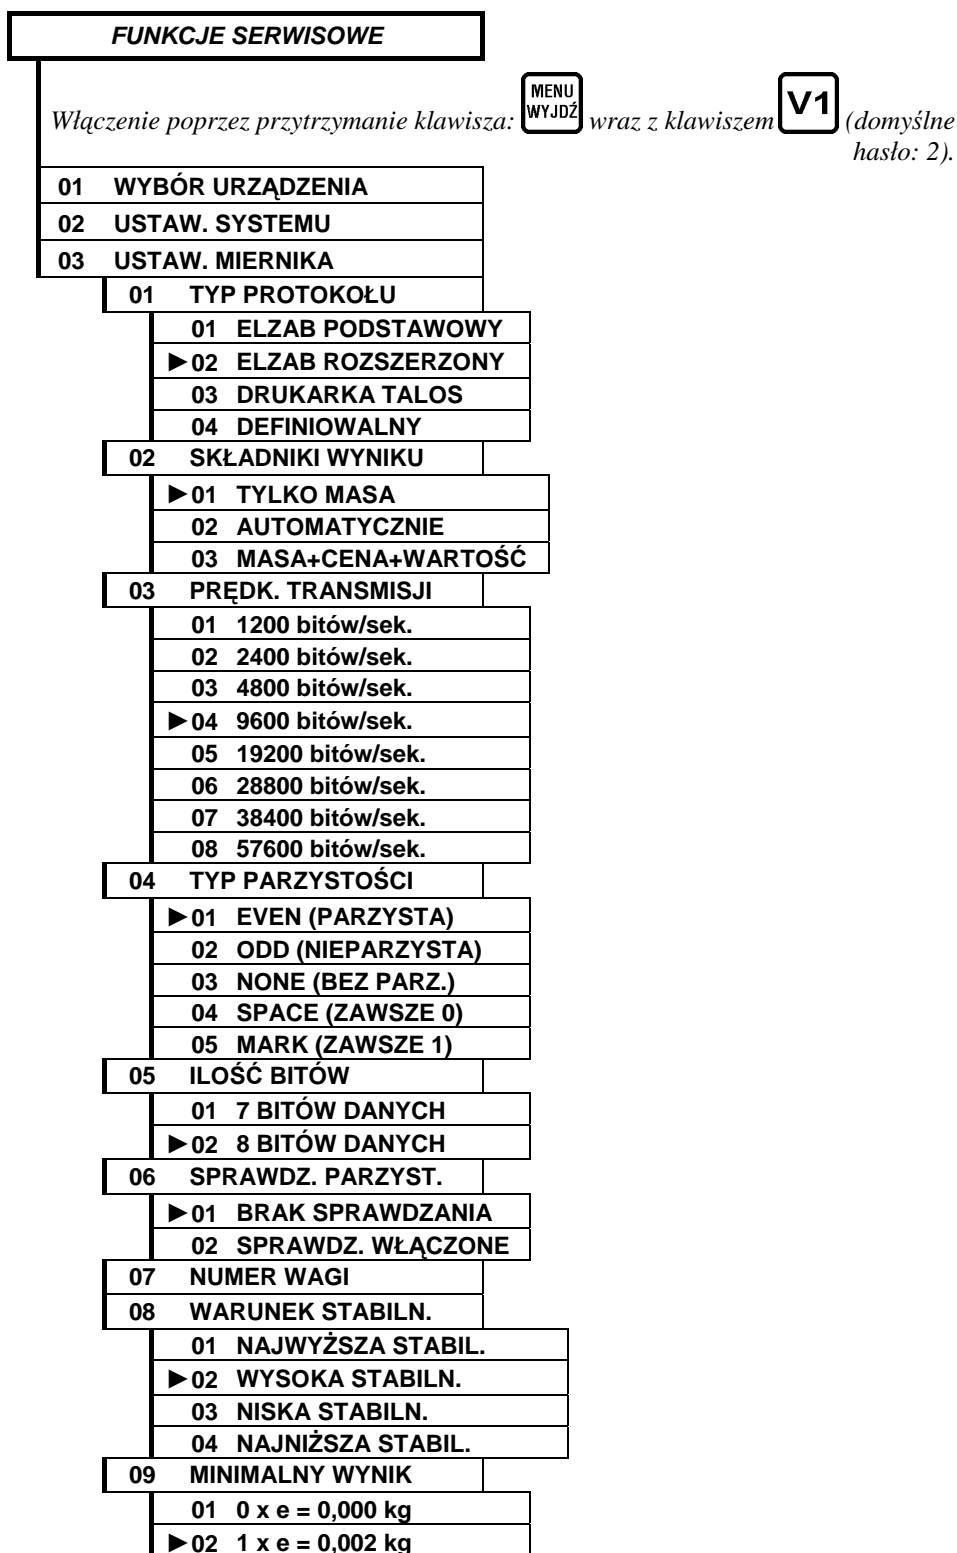 FUNKCJE SERWISOWE
Włączenie poprzez przytrzymanie klawisza: MENU WYJDŹ wraz z klawiszem V1 (domyślne
hasło: 2).
01 WYBÓR URZĄDZENIA
02 USTAW. SYSTEMU
03 USTAW. MIERNIKA
01 TYP PROTOKOŁU
01 ELZAB PODSTAWOWY
►02 ELZAB ROZSZERZONY
03 DRUKARKA TALOS
04 DEFINIOWALNY
02 SKŁADNIKI WYNIKU
►01 TYLKO MASA
02 AUTOMATYCZNIE
03 MASA+CENA+WARTOŚĆ
03 PRĘDK. TRANSMISJI
01 1200 bitów/sek.
02 2400 bitów/sek.
03 4800 bitów/sek.
►04 9600 bitów/sek.
05 19200 bitów/sek.
06 28800 bitów/sek.
07 38400 bitów/sek.
08 57600 bitów/sek.
04 TYP PARZYSTOŚCI
►01 EVEN (PARZYSTA)
02 ODD (NIEPARZYSTA)
03 NONE (BEZ PARZ.)
04 SPACE (ZAWSZE 0)
05 MARK (ZAWSZE 1)
05 ILOŚĆ BITÓW
01 7 BITÓW DANYCH
►02 8 BITÓW DANYCH
06 SPRAWDZ. PARZYST.
►01 BRAK SPRAWDZANIA
02 SPRAWDZ. WŁĄCZONE
07 NUMER WAGI
08 WARUNEK STABILN.
01 NAJWYŻSZA STABIL.
►02 WYSOKA STABILN.
03 NISKA STABILN.
04 NAJNIŻSZA STABIL.
09 MINIMALNY WYNIK
01 0 x e = 0,000 kg
►02 1 x e = 0,002 kg